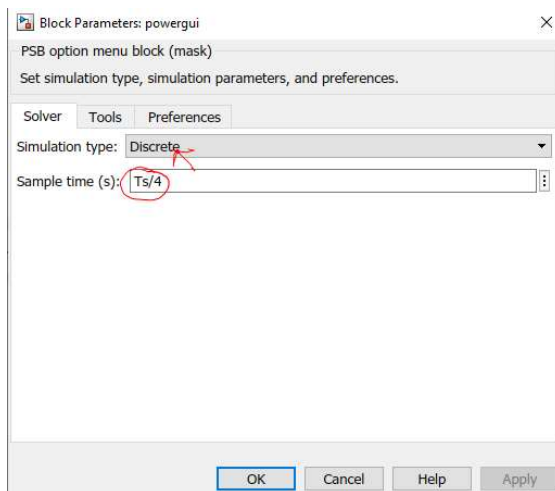 Block Parameters: powergui
PSB option menu block (mask)
Set simulation type, simulation parameters, and preferences.
Solver Tools Preferences
Simulation type: Discrete
Sample time (s): Ts/4
OK Cancel Help Apply